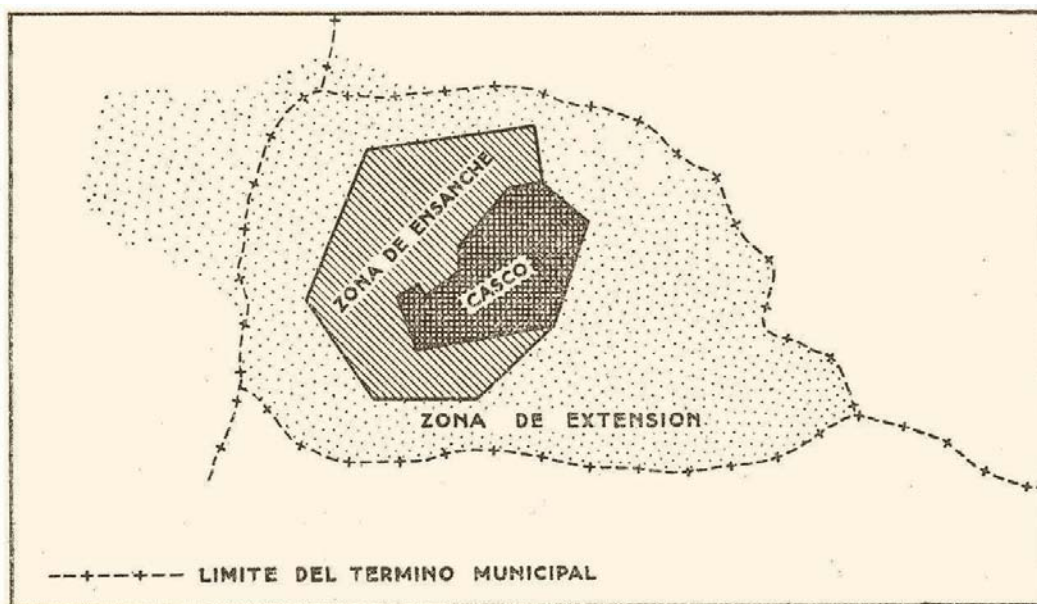 ZONA DE ENSANCHE
CASCO
ZONA DE EXTENSION
LIMITE DEL TERMINO MUNICIPAL